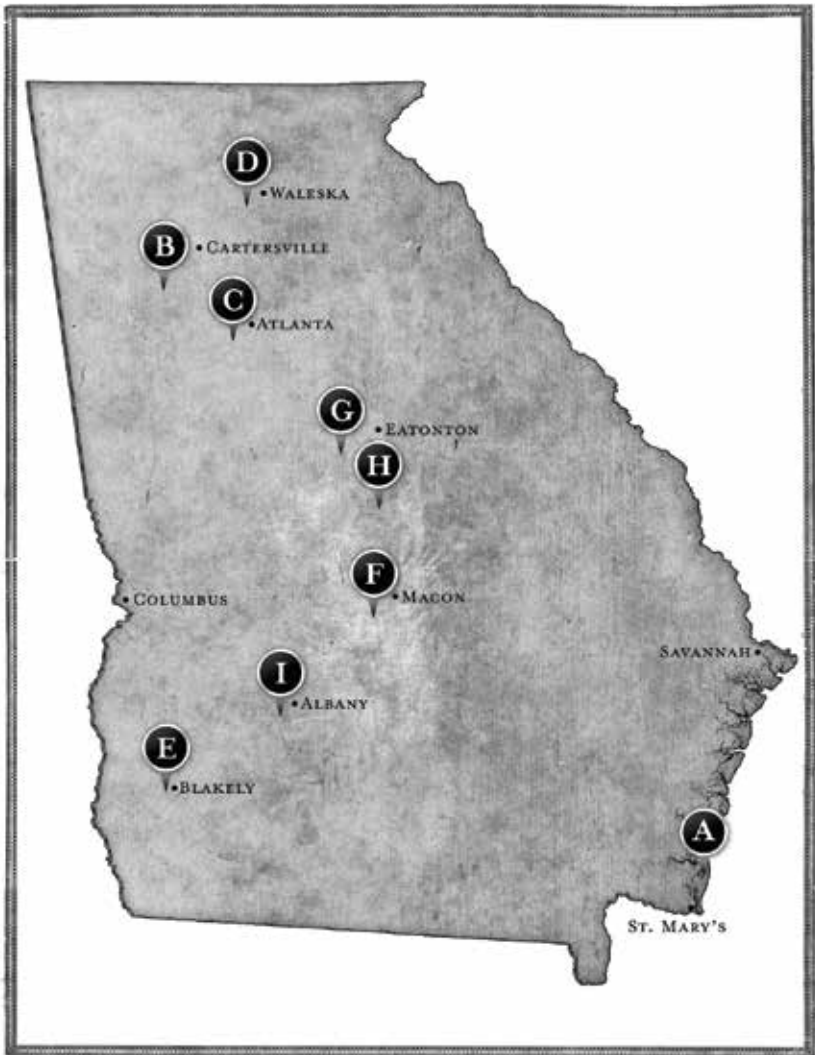 D
• WALESKA
B
• CARTERSVILLE
C
• ATLANTA
G
• EATONTON
H
F
• COLUMBUS
• MACON
SAVANNAH •
I
• ALBANY
E
• BLAKELY
A
ST. MARY'S